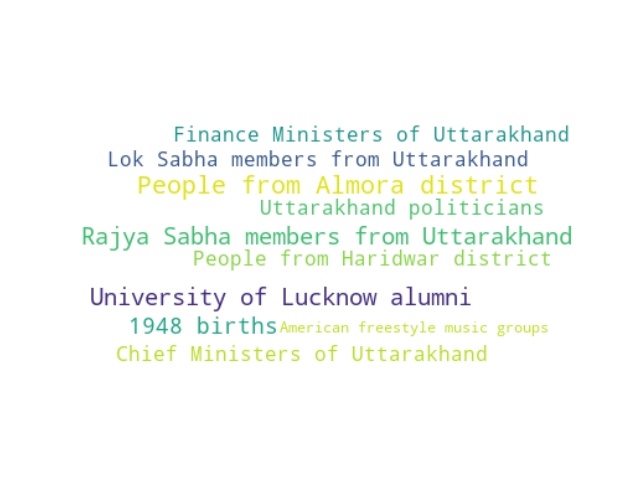 Finance Ministers of Uttarakhand
Lok Sabha members from Uttarakhand
People from Almora district
Uttarakhand politicians
Rajya Sabha members from Uttarakhand
People from Haridwar district
University of Lucknow alumni
1948 births American freestyle music groups
Chief Ministers of Uttarakhand